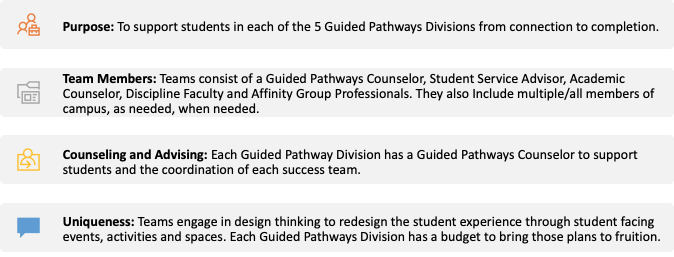 Purpose: To support students in each of the 5 Guided Pathways Divisions from connection to completion.
Team Members: Teams consist of a Guided Pathways Counselor, Student Service Advisor, Academic
Counselor, Discipline Faculty and Affinity Group Professionals. They also Include multiple/all members of
campus, as needed, when needed.
Counseling and Advising: Each Guided Pathway Division has a Guided Pathways Counselor to support
students and the coordination of each success team.
Uniqueness: Teams engage in design thinking to redesign the student experience through student facing
events, activities and spaces. Each Guided Pathways Division has a budget to bring those plans to fruition.